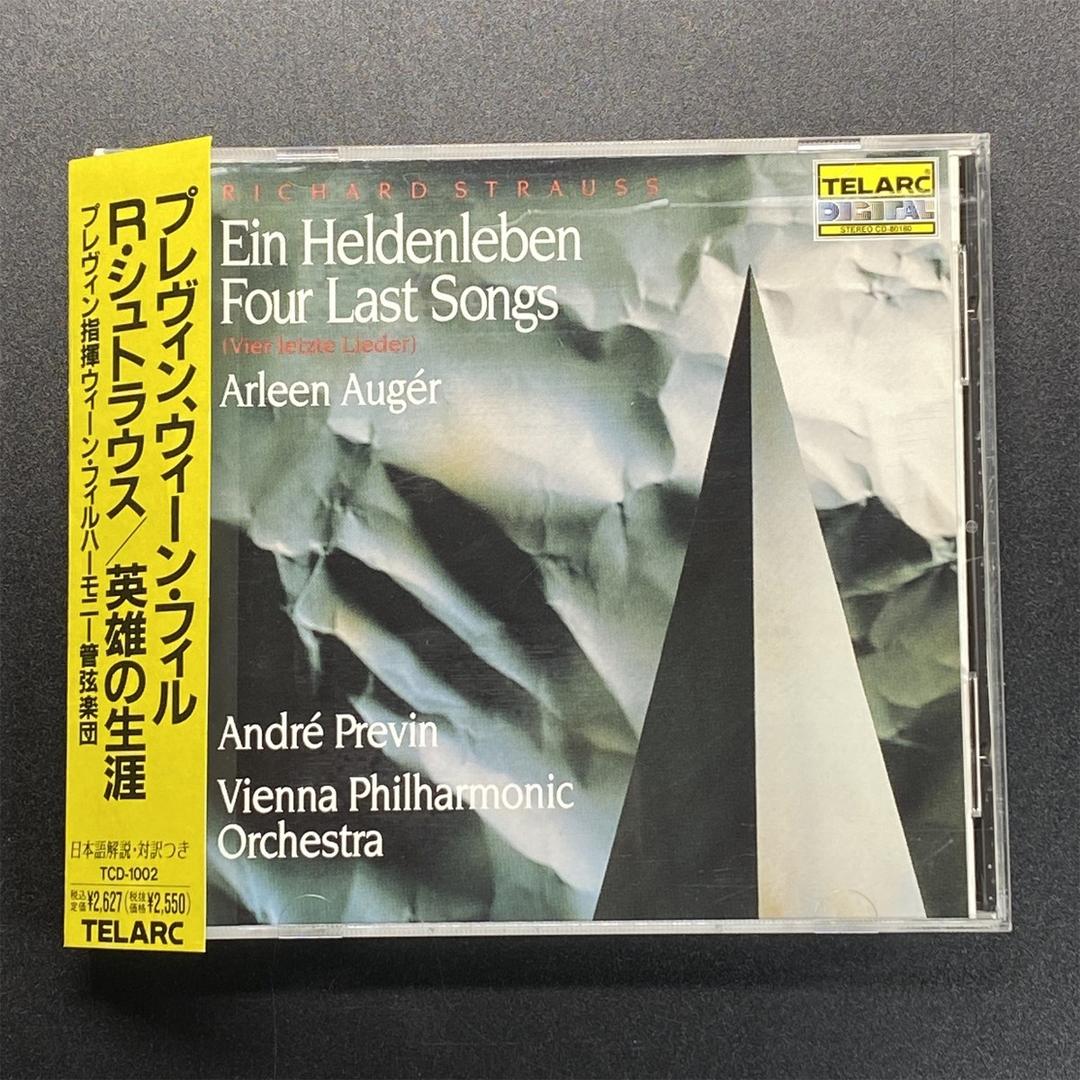 プレヴィン、ウィーン・フィル
R・シュトラウス/英雄の生涯
プレヴィン指揮ウィーン・フィルハーモニー管弦楽団
日本語解説・対訳つき
TCD-1002
税込定価¥2,627(税抜価格¥2,550)
TELARC
RICHARD STRAUSS
Ein Heldenleben
Four Last Songs
(Vier letzte Lieder)
Arleen Augér
André Previn
Vienna Philharmonic
Orchestra
TELARC
DIGITAL
STEREO CD-80180